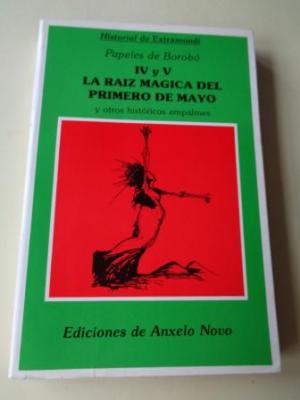 Historial de Extramundi
Papeles de Borobó
IV y V
LA RAIZ MAGICA DEL
PRIMERO DE MAYO
y otros históricos empalmes
Ediciones de Anxelo Novo